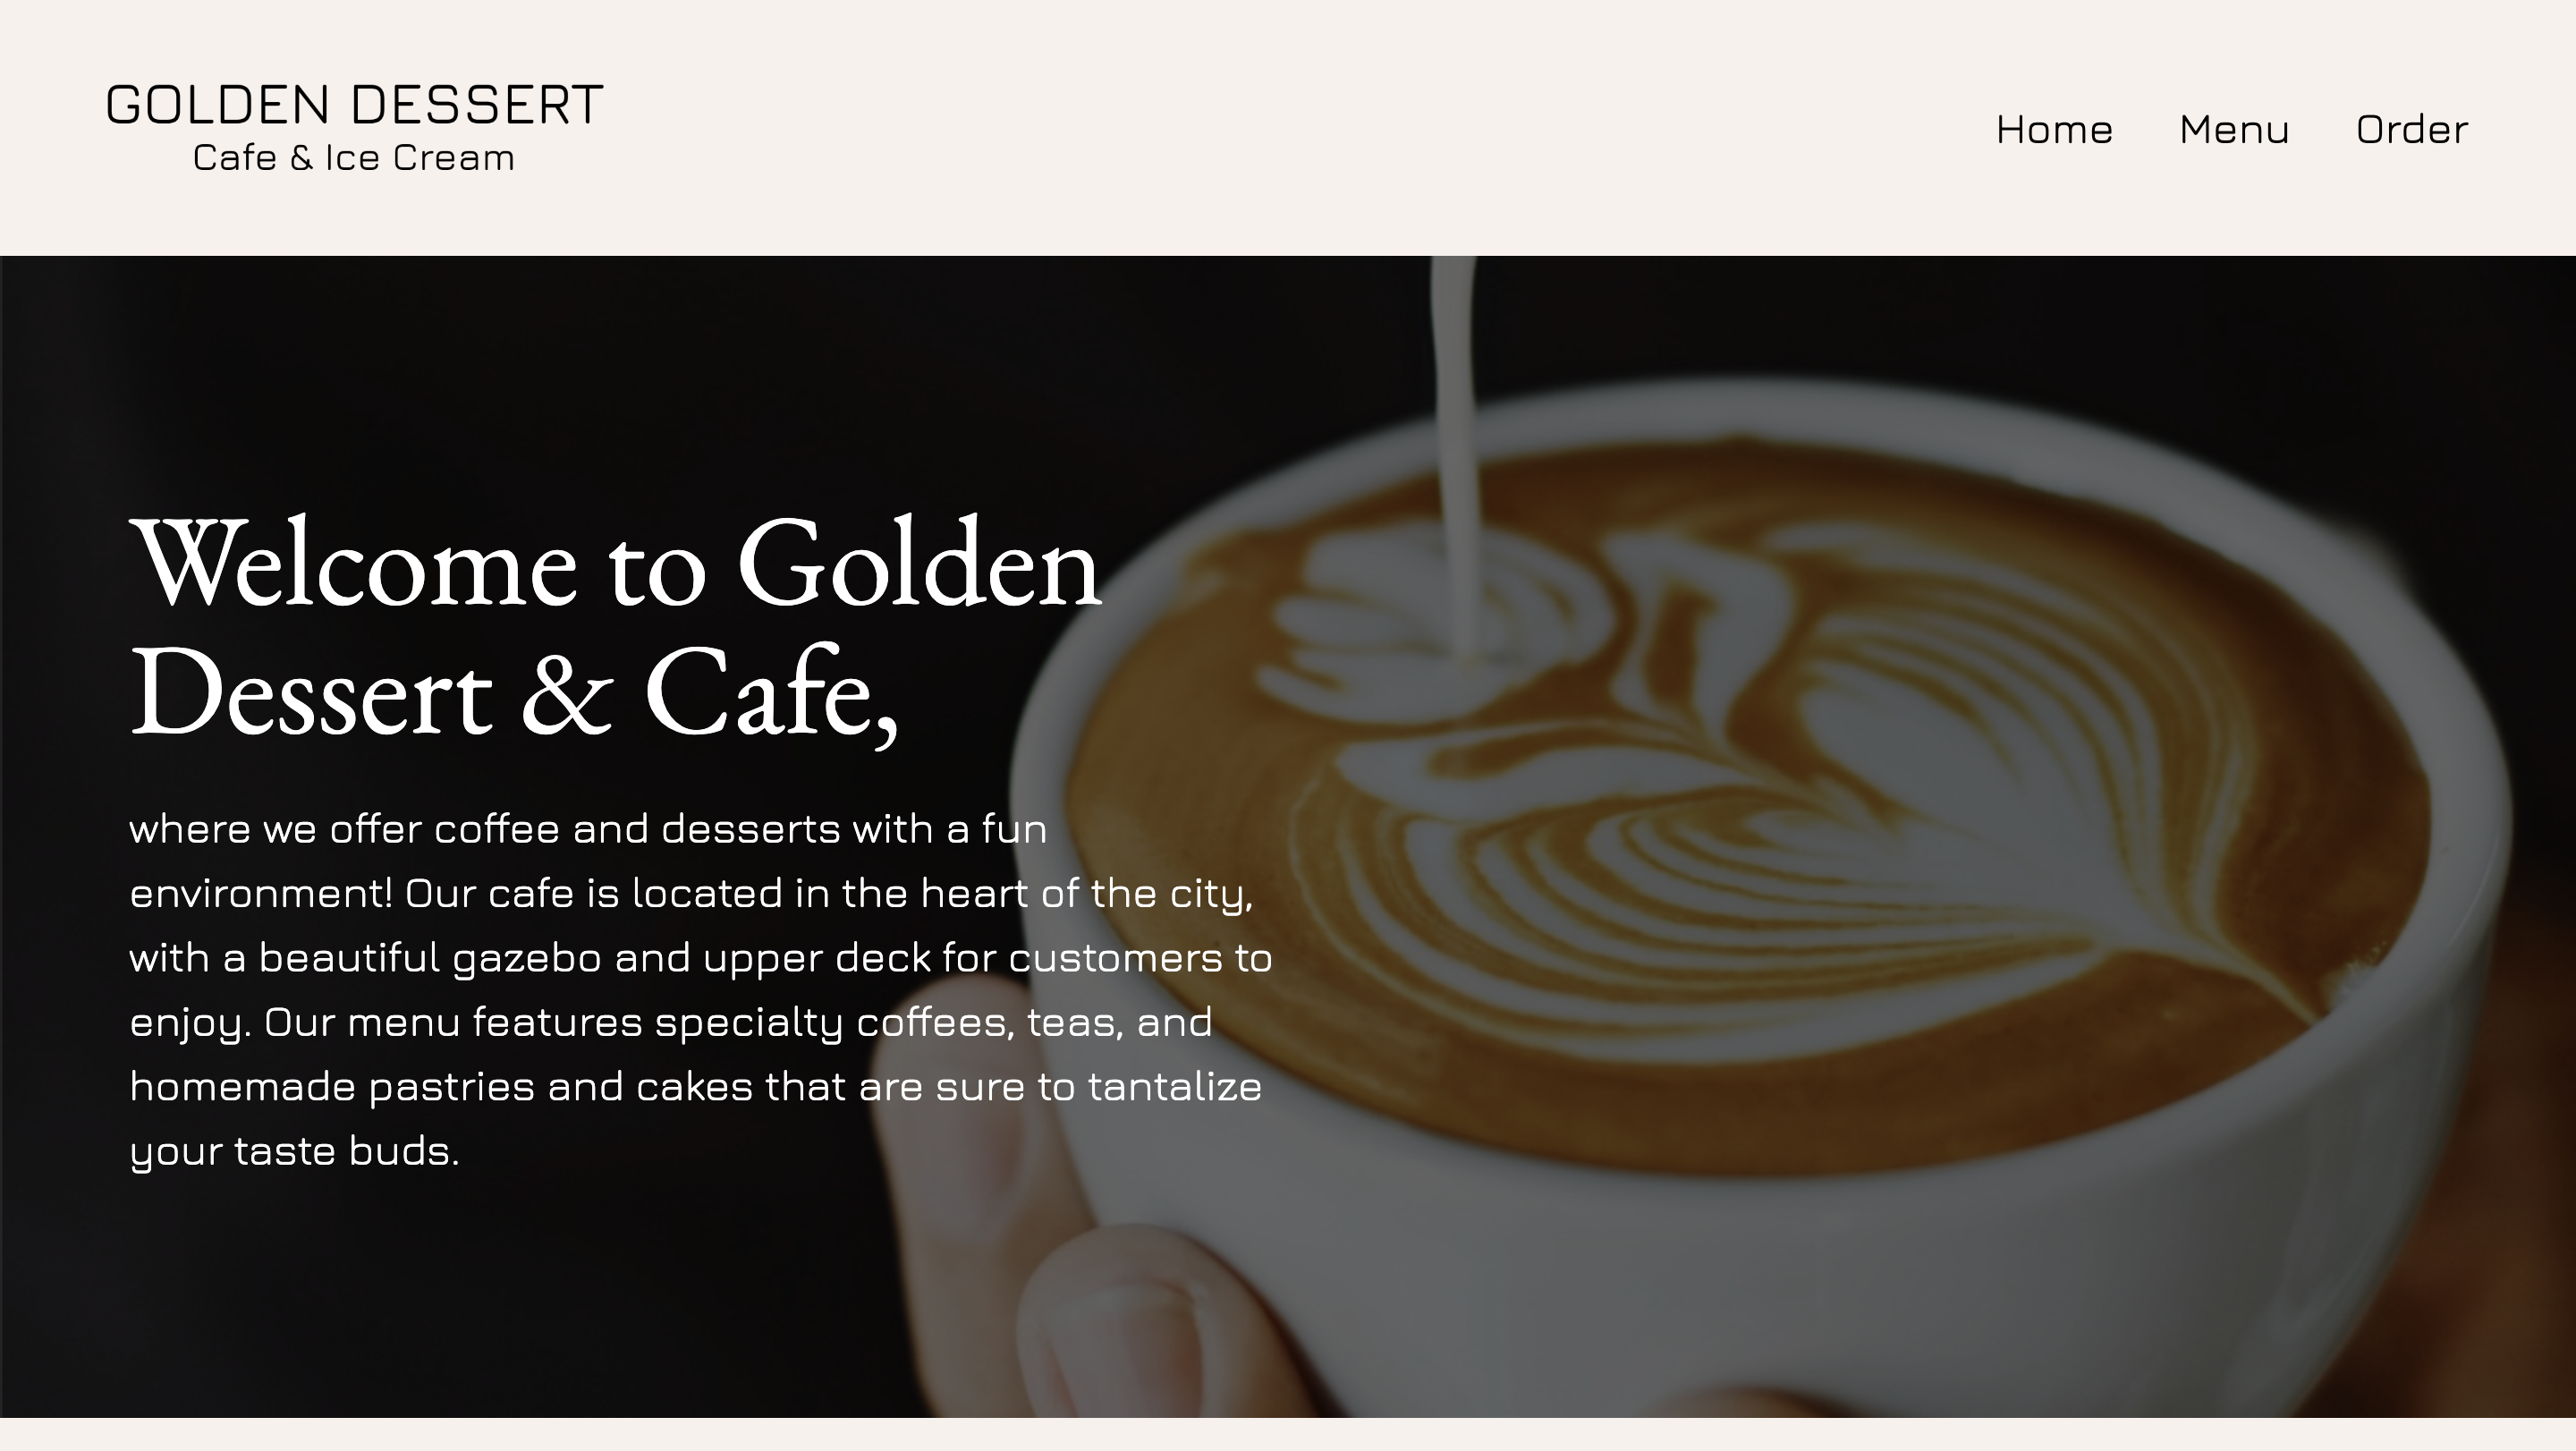 GOLDEN DESSERT
Cafe & Ice Cream
Home Menu Order
Welcome to Golden
Dessert & Cafe,
where we offer coffee and desserts with a fun
environment! Our cafe is located in the heart of the city,
with a beautiful gazebo and upper deck for customers to
enjoy. Our menu features specialty coffees, teas, and
homemade pastries and cakes that are sure to tantalize
your taste buds.